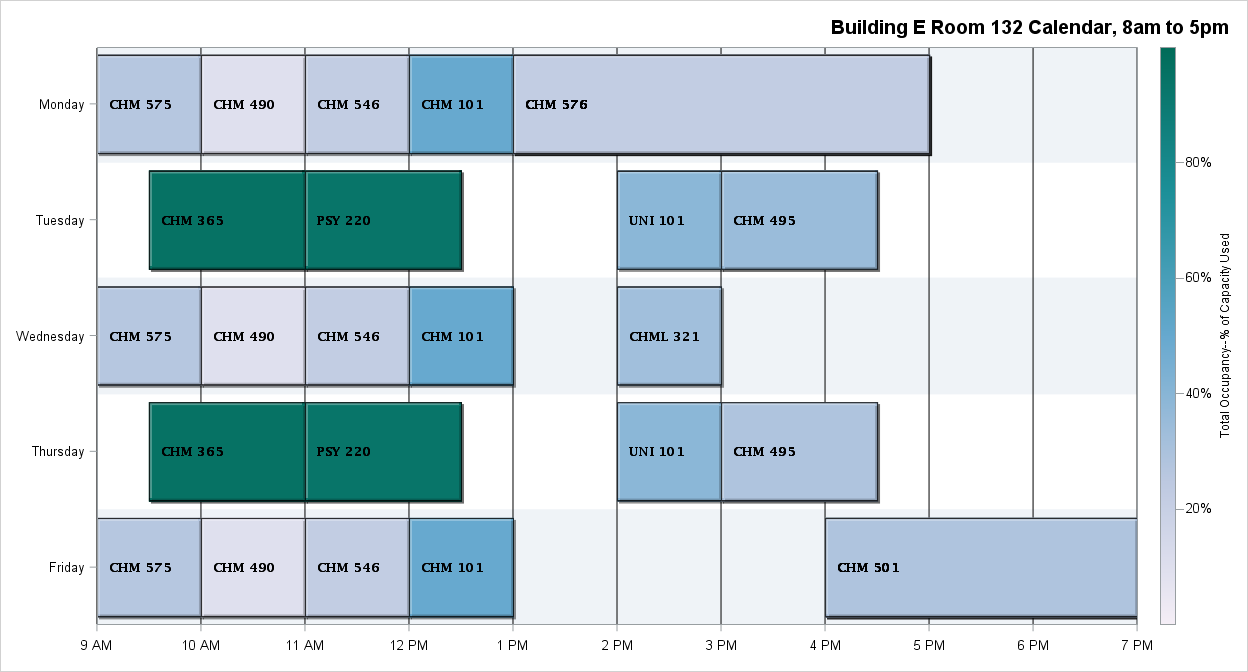 Building E Room 132 Calendar, 8am to 5pm
Monday
CHM 575
CHM 490
CHM 546
CHM 101
CHM 576
Tuesday
CHM 365
PSY 220
UNI 101
CHM 495
Wednesday
CHM 575
CHM 490
CHM 546
CHM 101
CHML 321
Thursday
CHM 365
PSY 220
UNI 101
CHM 495
Friday
CHM 575
CHM 490
CHM 546
CHM 101
CHM 501
9 AM
10 AM
11 AM
12 PM
1 PM
2 PM
3 PM
4 PM
5 PM
6 PM
7 PM
80%
60%
40%
20%
Total Occupancy--% of Capacity Used